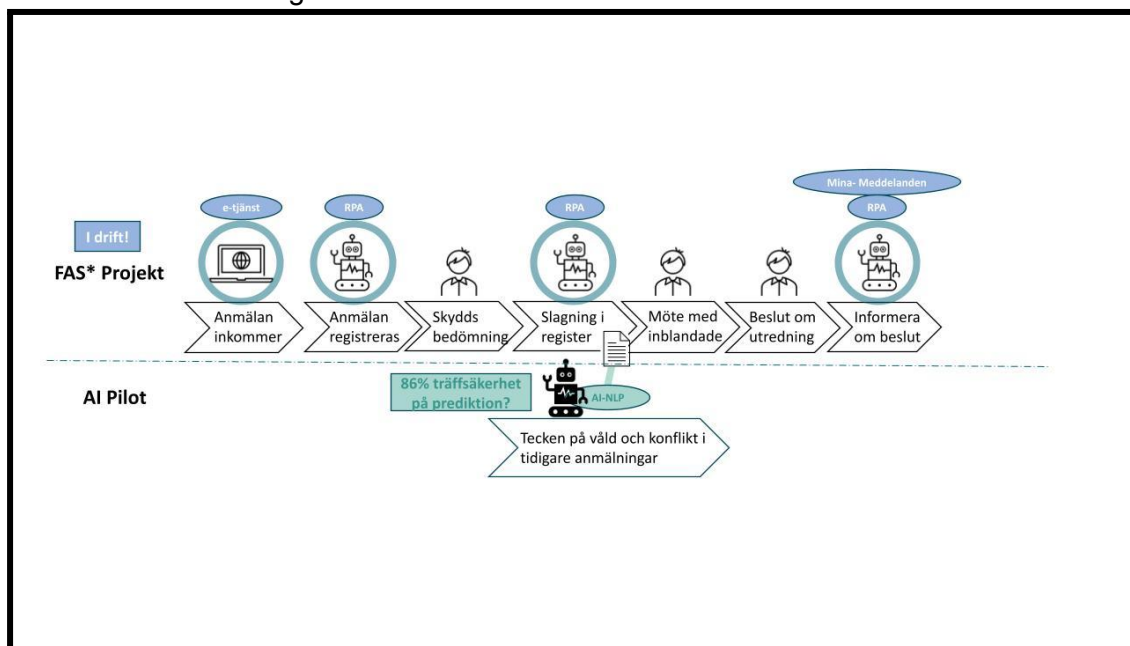 Mina- Meddelanden
e-tjänst
RPA
RPA
RPA
I drift!
FAS* Projekt
Anmälan
inkommer
Anmälan
registreras
Skydds
bedömning
Slagning i
register
Möte med
inblandade
Beslut om
utredning
Informera
om beslut
AI Pilot
86% träffsäkerhet
på prediktion?
AI-NLP
Tecken på våld och konflikt i
tidigare anmälningar